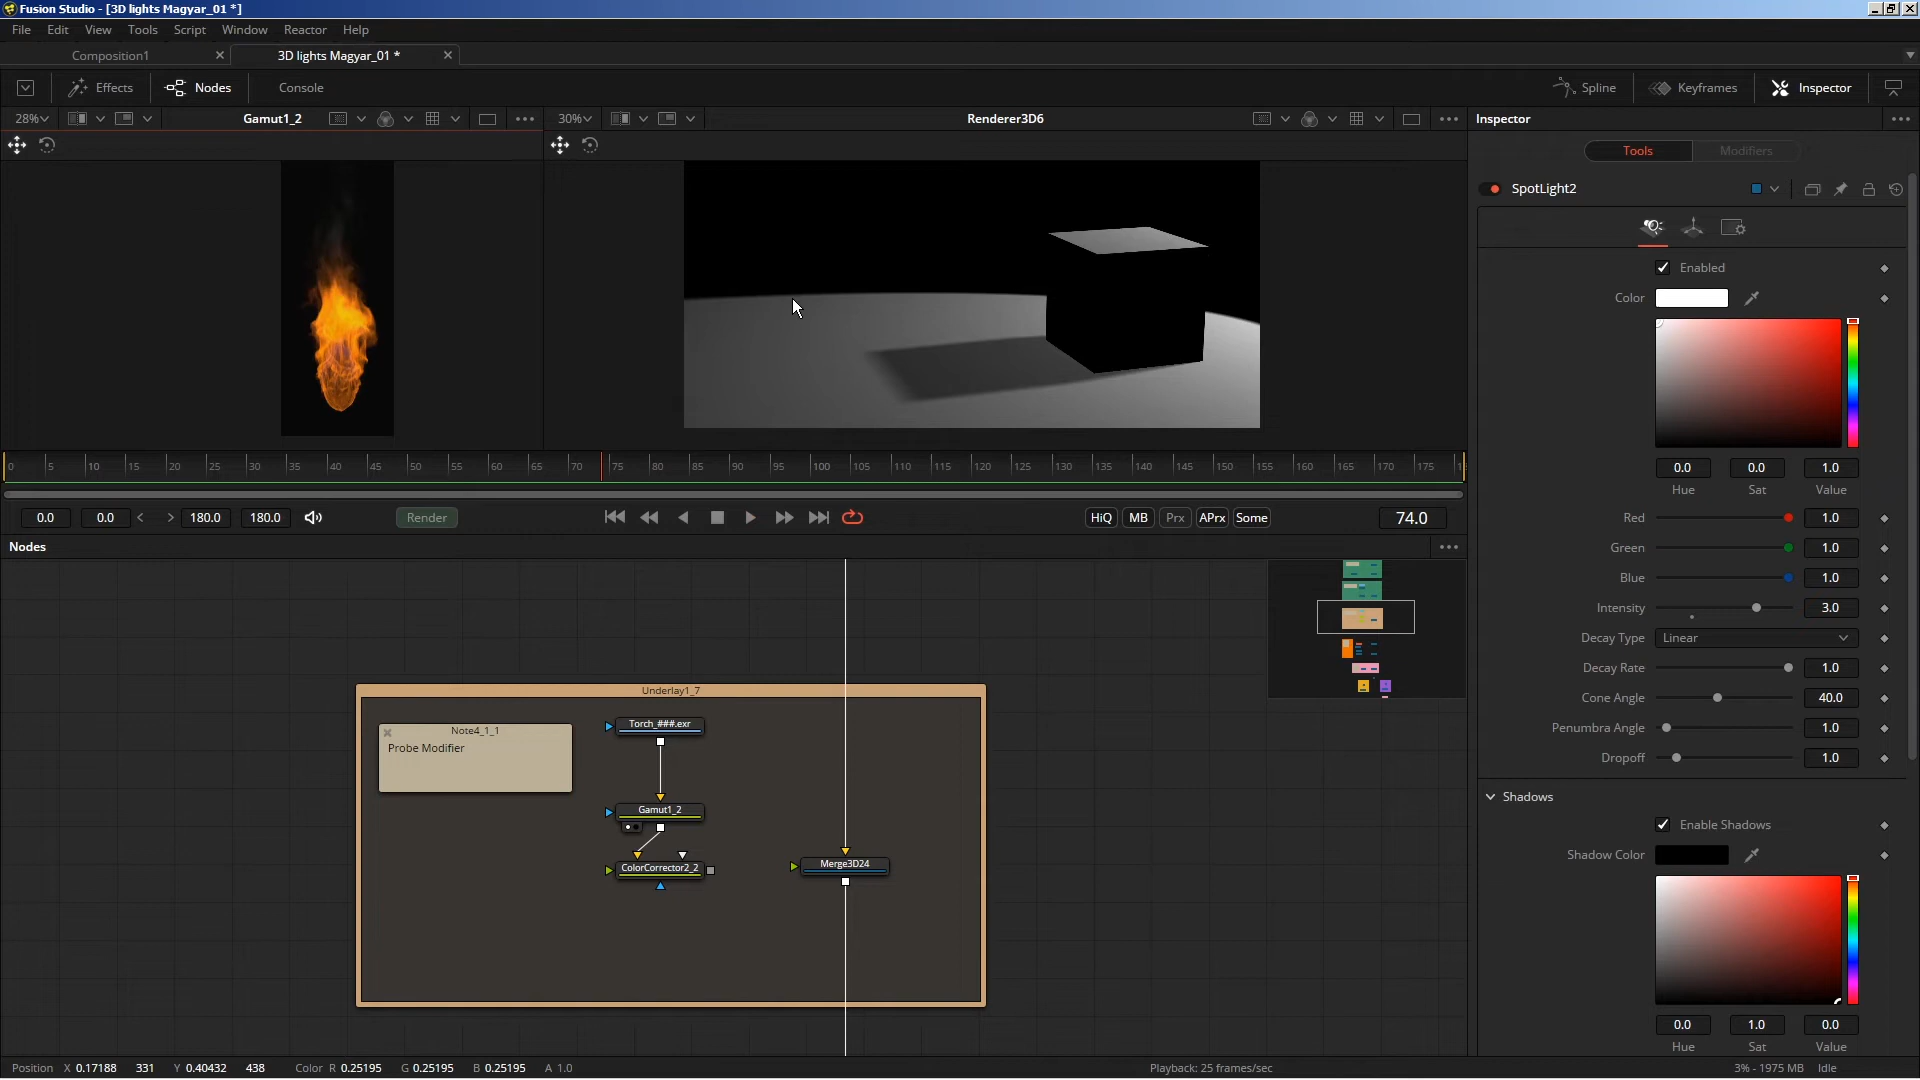 Fusion Studio - [3D lights Magyar_01 *]
File Edit View Tools Script Window Reactor Help
Composition1
3D lights Magyar_01 *
Effects
Nodes
Console
Spline
Keyframes
Inspector
28%
Gamut1_2
30%
Renderer3D6
Inspector
Tools
Modifiers
SpotLight2
Enabled
Color
0.0 0.0 1.0
Hue Sat Value
Red 1.0
Green 1.0
Blue 1.0
Intensity 3.0
Decay Type Linear
Decay Rate 1.0
Cone Angle 40.0
Penumbra Angle 1.0
Dropoff 1.0
Shadows
Enable Shadows
Shadow Color
0.0 1.0 0.0
Hue Sat Value
0 5 10 15 20 25 30 35 40 45 50 55 60 65 70 75 80 85 90 95 100 105 110 115 120 125 130 135 140 145 150 155 160 165 170 175
0.0 0.0 180.0 180.0
Render
HiQ MB Prx APrx Some
74.0
Nodes
Underlay1_7
Note4_1_1
Probe Modifier
Torch_###.exr
Gamut1_2
ColorCorrector2_2
Merge3D24
Position X 0.17188 331 Y 0.40432 438 Color R 0.25195 G 0.25195 B 0.25195 A 1.0
Playback: 25 frames/sec
3% - 1975 MB Idle